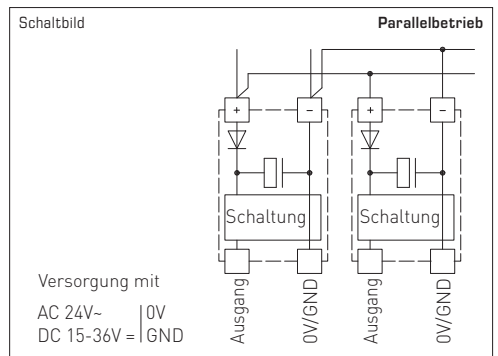 Schaltbild
Parallelbetrieb
+
−
+
−
Schaltung
Schaltung
Versorgung mit
AC 24V~ | 0V
DC 15-36V = | GND
Ausgang
0V/GND
Ausgang
0V/GND